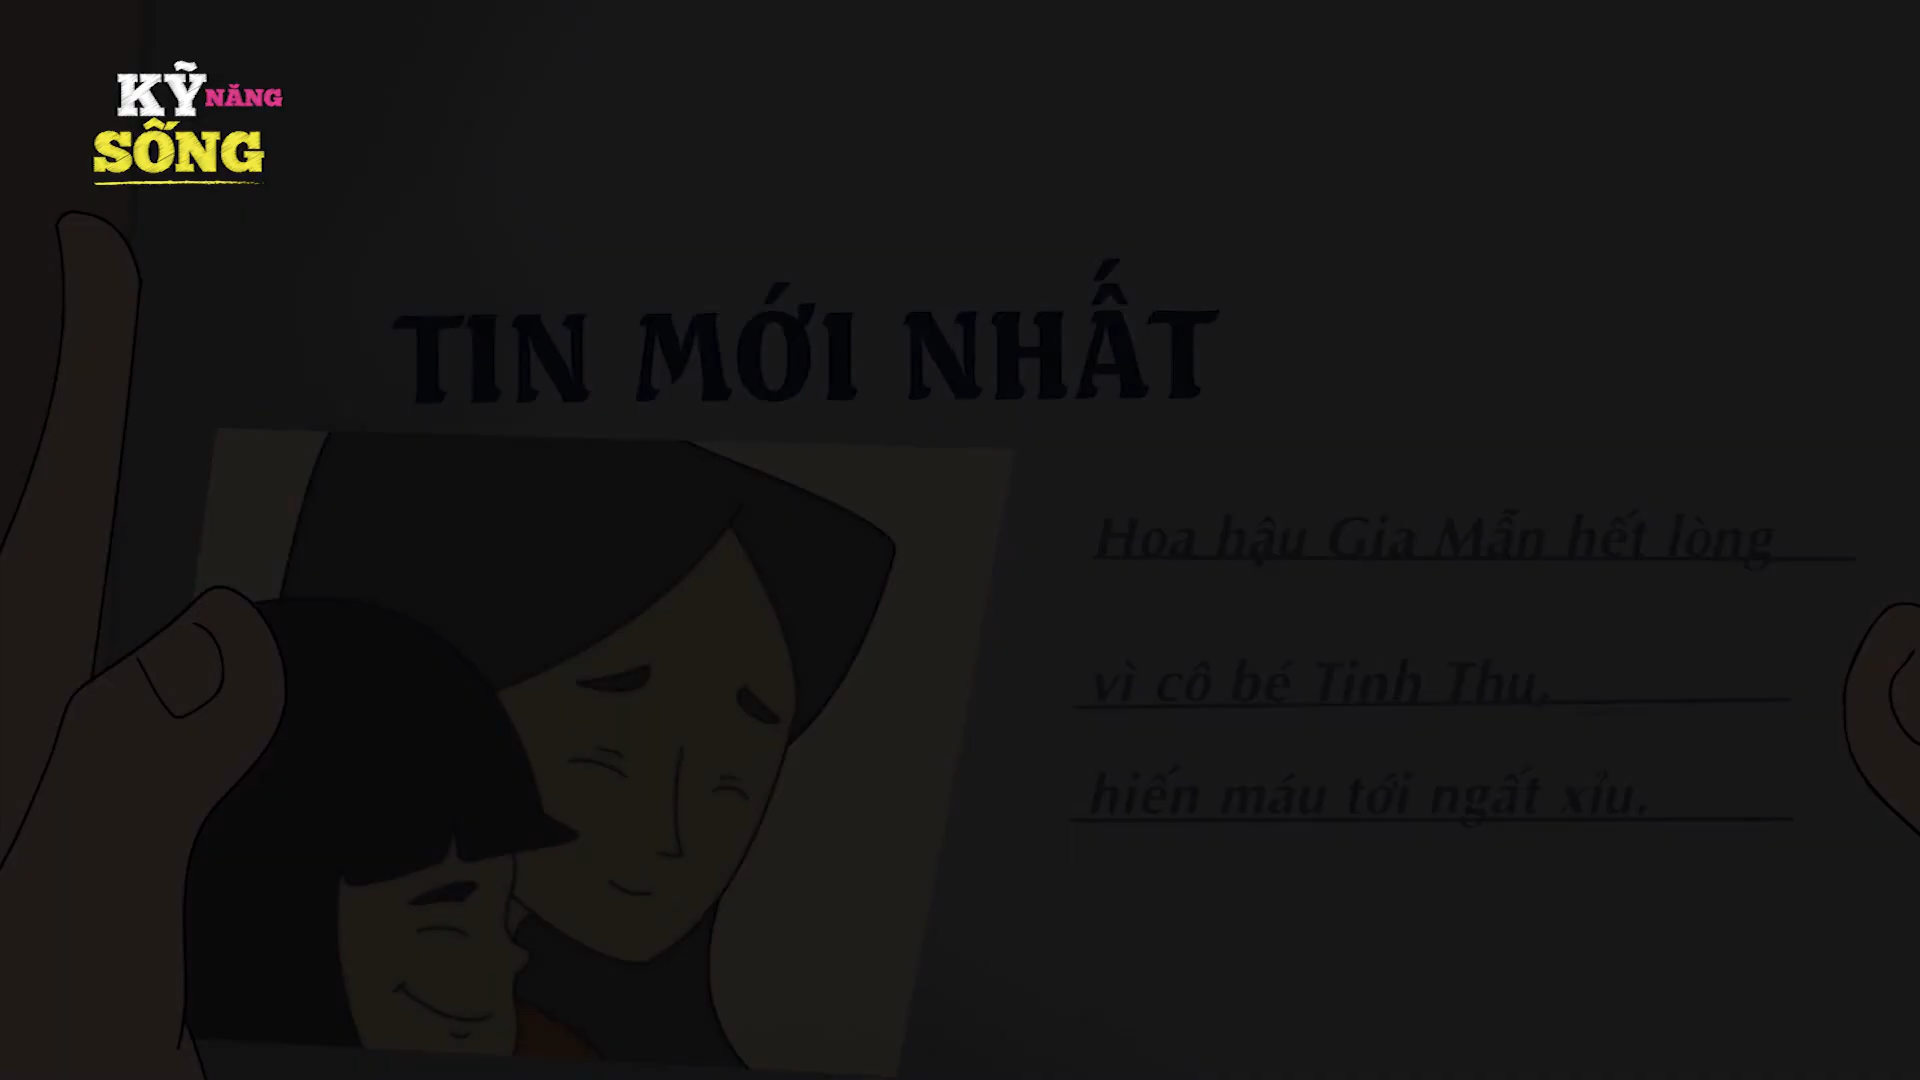 KỸ NĂNG
SỐNG
TIN MỚI NHẤT
Hoa hậu Gia Mẫn hết lòng
vì cô bé Tinh Thu,
hiến máu tới ngất xỉu.